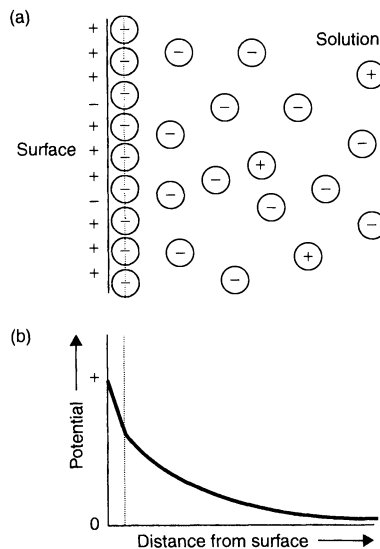 (a)
Solution
Surface
(b)
+
Potential
0
Distance from surface